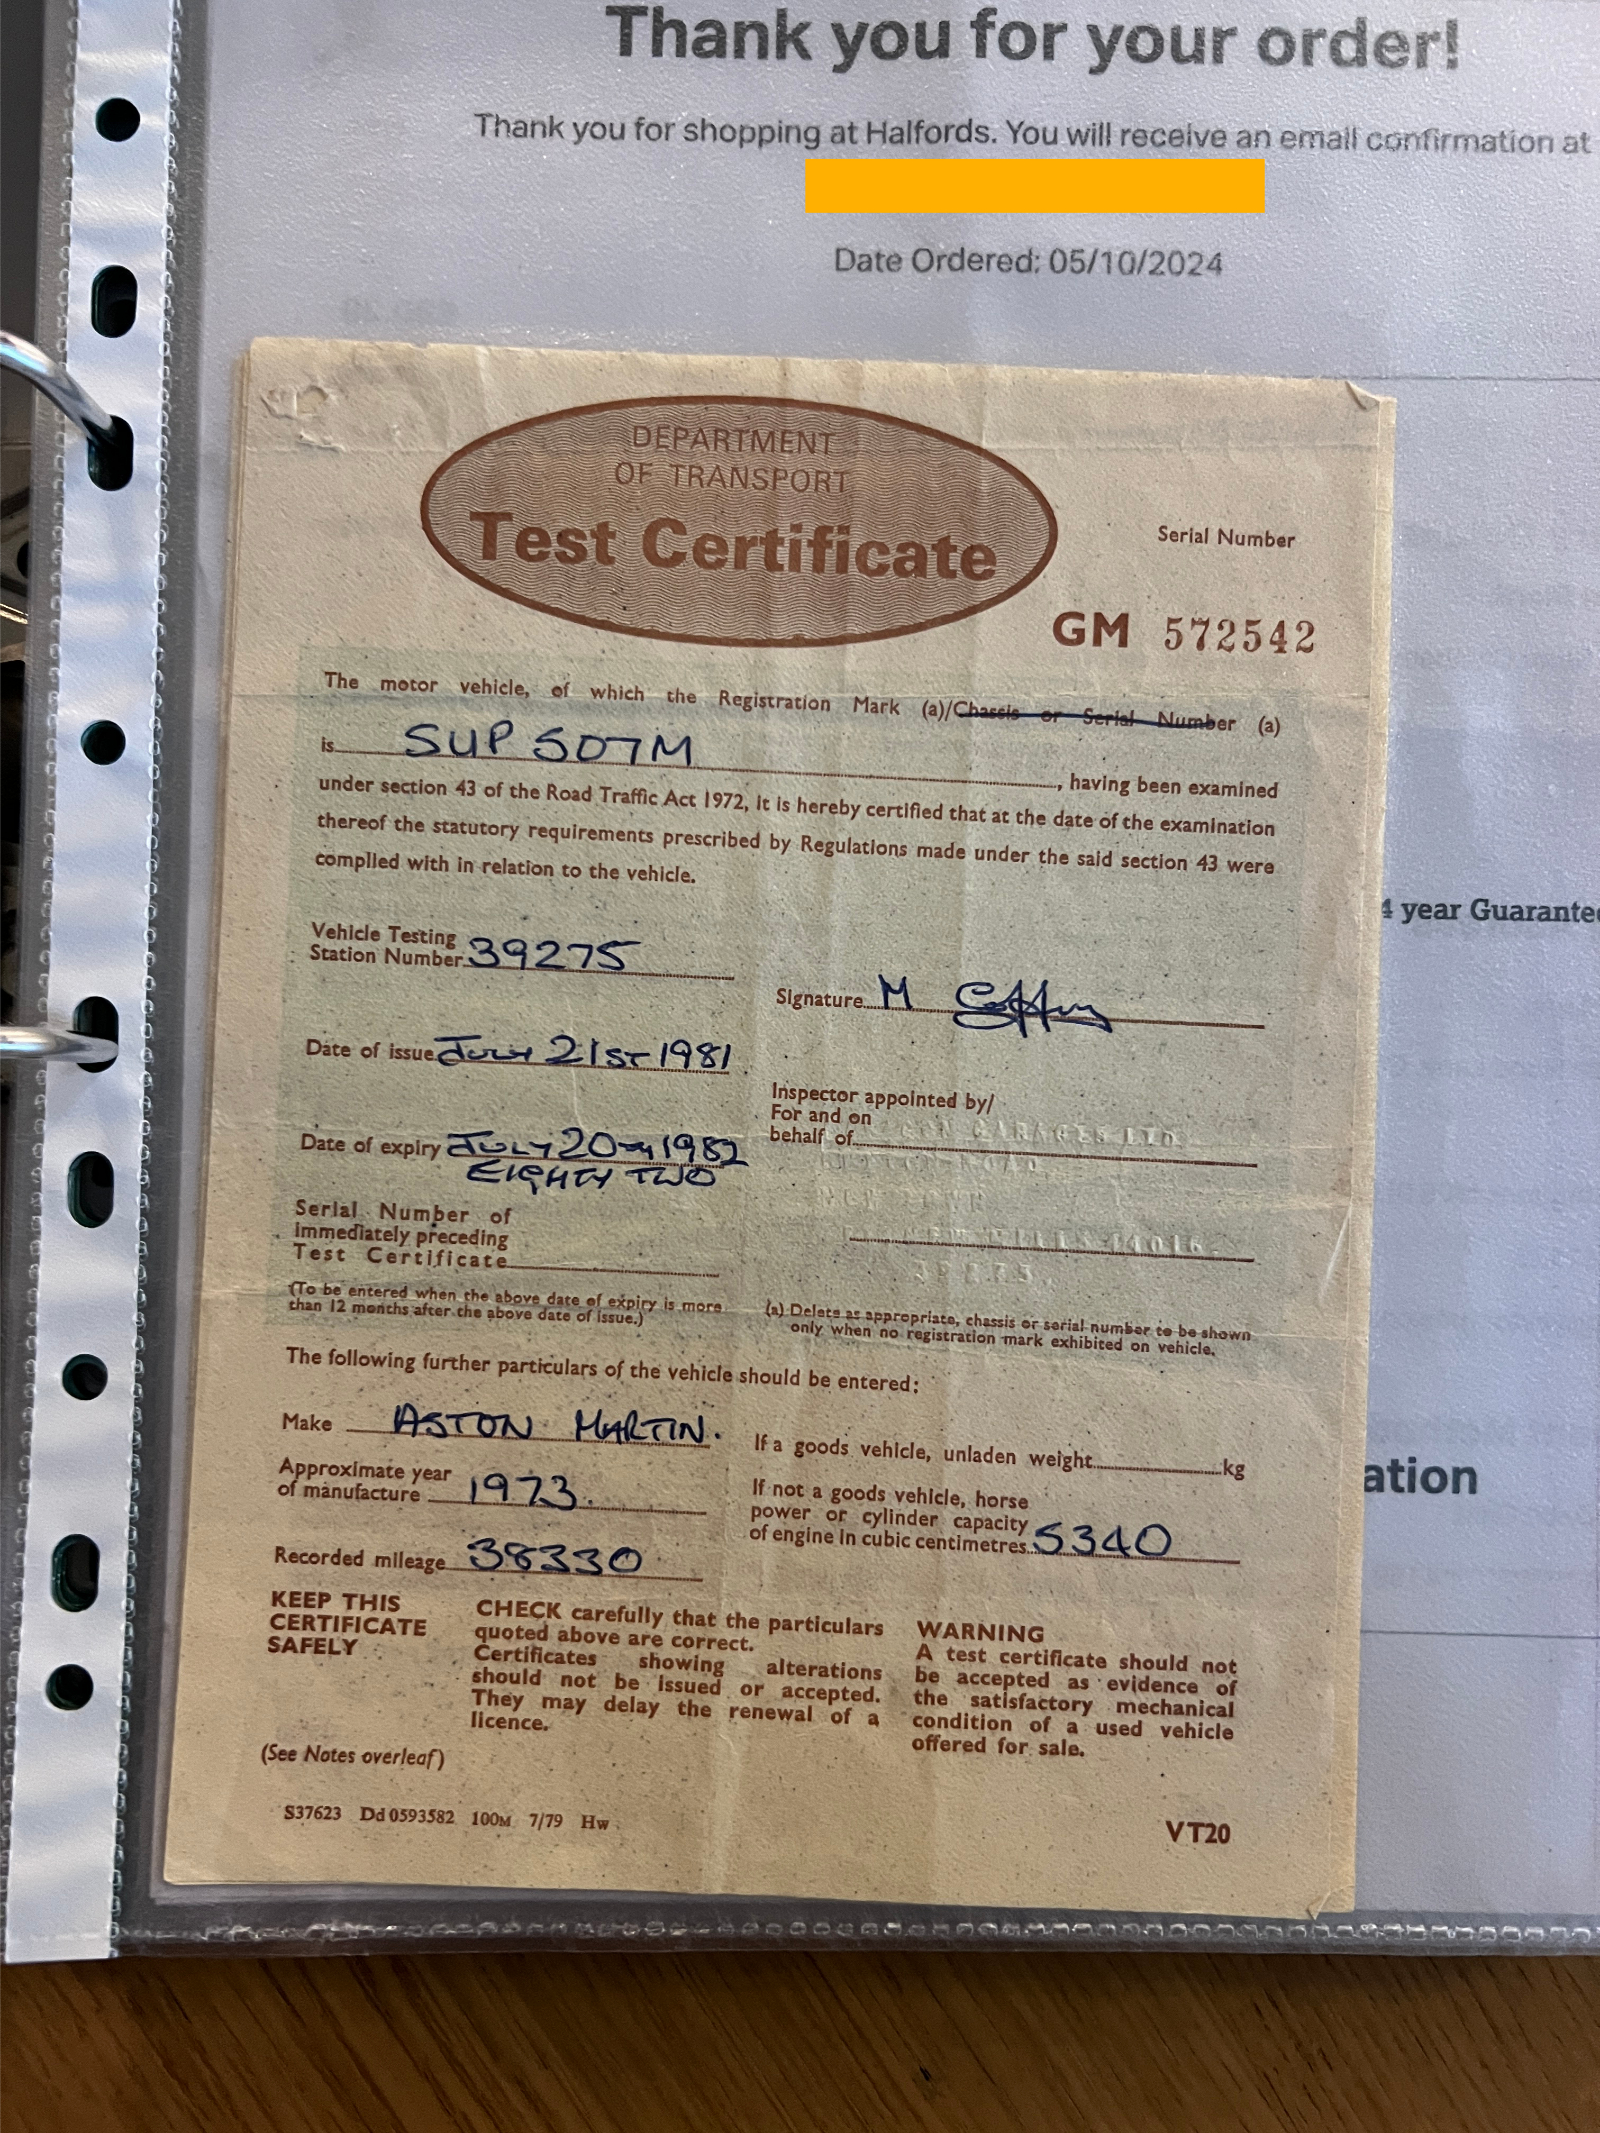 Thank you for your order!
Thank you for shopping at Halfords. You will receive an email confirmation at
Date Ordered: 05/10/2024
DEPARTMENT
OF TRANSPORT
Test Certificate
Serial Number
GM 572542
The motor vehicle, of which the Registration Mark (a)/Chassis or Serial Number (a)
is SUP 507M, having been examined
under section 43 of the Road Traffic Act 1972, it is hereby certified that at the date of the examination
thereof the statutory requirements prescribed by Regulations made under the said section 43 were
complied with in relation to the vehicle.
4 year Guarantee
Vehicle Testing
Station Number 39275
Signature M
Date of issue JULY 21ST 1981
Inspector appointed by/
For and on
behalf of GARAGES LTD.
ROAD
Date of expiry JULY 20TH 1982
EIGHTY TWO
Serial Number of
immediately preceding
Test Certificate
39275.
(To be entered when the above date of expiry is more
than 12 months after the above date of issue.)
(a) Delete as appropriate, chassis or serial number to be shown
only when no registration mark exhibited on vehicle.
The following further particulars of the vehicle should be entered:
Make ASTON MARTIN.
If a goods vehicle, unladen weight kg
Approximate year
of manufacture 1973.
If not a goods vehicle, horse
power or cylinder capacity
of engine in cubic centimetres 5340
ation
Recorded mileage 38330
KEEP THIS
CERTIFICATE
SAFELY
CHECK carefully that the particulars
quoted above are correct.
Certificates showing alterations
should not be issued or accepted.
They may delay the renewal of a
licence.
WARNING
A test certificate should not
be accepted as evidence of
the satisfactory mechanical
condition of a used vehicle
offered for sale.
(See Notes overleaf)
S37623 Dd 0593582 100M 7/79 Hw
VT20